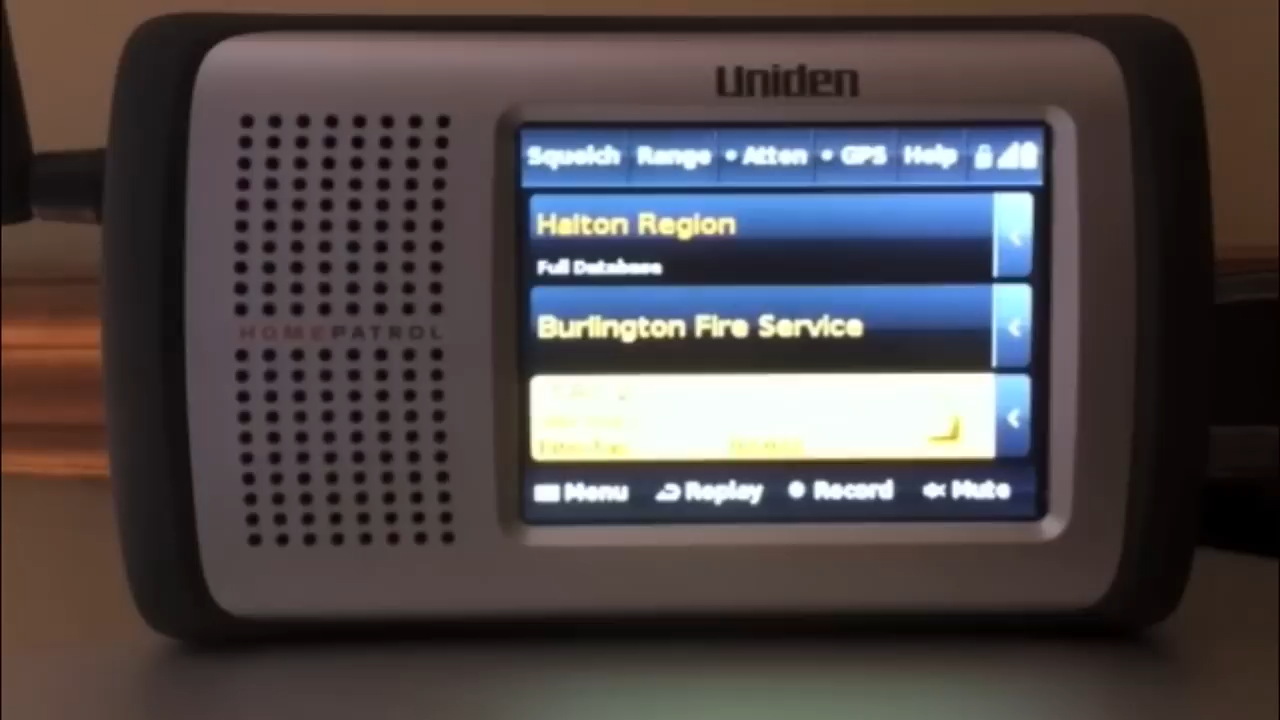 Uniden
Squelch Range • Atten • GPS Help
Halton Region
Full Database
HOMEPATROL
Burlington Fire Service
Menu Replay Record Mute